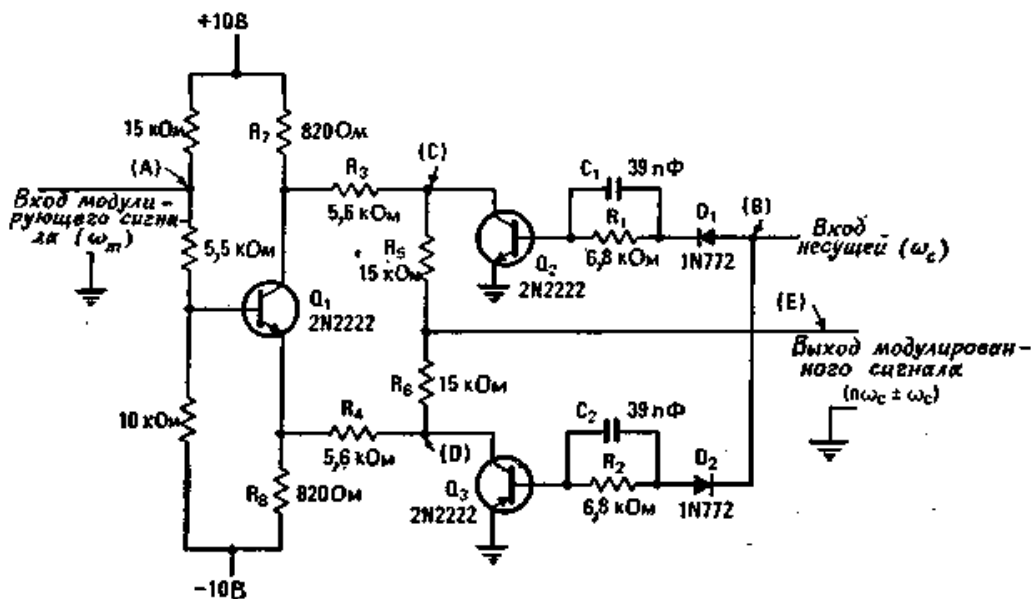 +10В
15 кОм
R7
820 Ом
(A)
Вход модули-
рующего сигна-
ла (ωm)
R3
5,6 кОм
(C)
C1
39 пФ
R1
6,8 кОм
D1
1N772
(B)
Вход
несущей (ωc)
5,5 кОм
R5
15 кОм
Q2
2N2222
Q1
2N2222
(E)
Выход модулирован-
ного сигнала
(nωc ± ωc)
R6
15 кОм
10 кОм
R4
5,6 кОм
(D)
C2
39 пФ
R2
6,8 кОм
D2
1N772
R8
820 Ом
Q3
2N2222
−10В